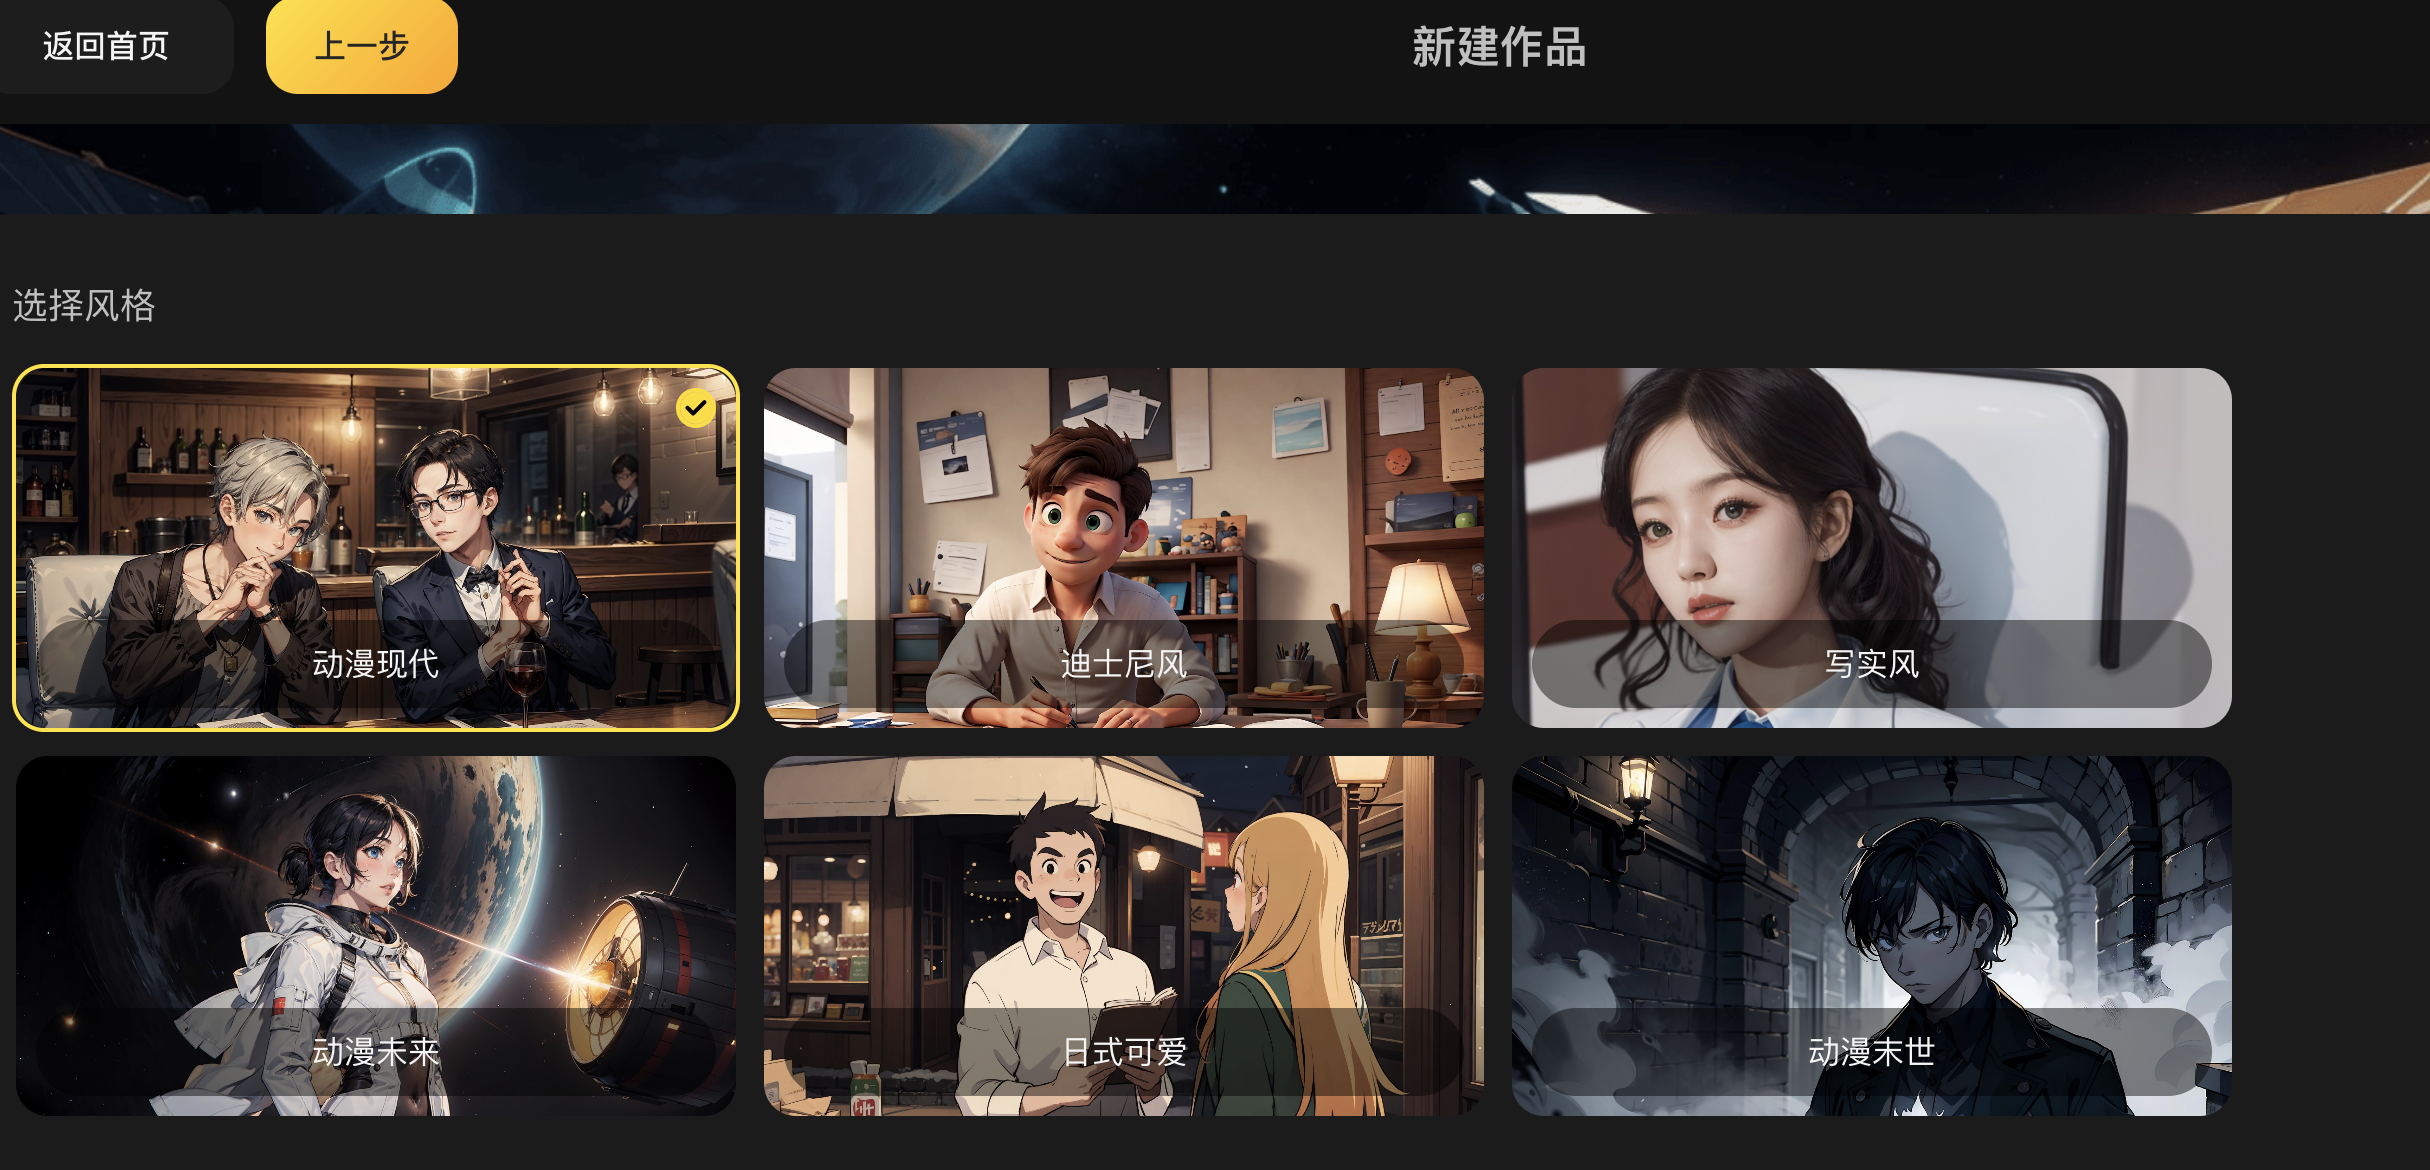 返回首页
上一步
新建作品
选择风格
动漫现代
迪士尼风
写实风
动漫未来
日式可爱
动漫末世